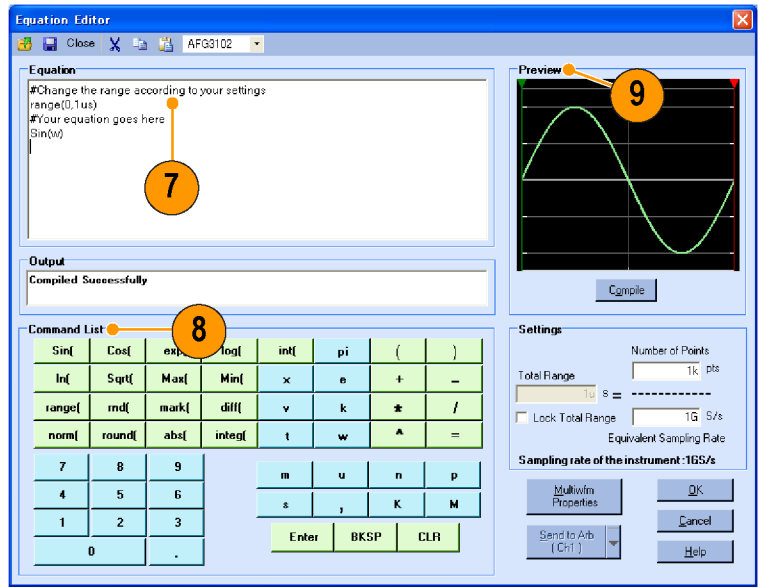 Equation Editor
Close AFG3102
Equation
#Change the range according to your settings
range(0,1us)
#Your equation goes here
Sin(w)
7
Output
Compiled Successfully
Preview
9
Compile
Command List
8
Sin( Cos( exp( log( int( pi ( )
ln( Sqrt( Max( Min( × e + –
range( rnd( mark( diff( v k * /
norm( round( abs( integ( t w ^ =
7 8 9
4 5 6
1 2 3
0 .
m u n p
s , K M
Enter BKSP CLR
Settings
Number of Points
Total Range 1k pts
1u s = ----------
Lock Total Range 1G S/s
Equivalent Sampling Rate
Sampling rate of the instrument :1GS/s
Multiwfm Properties
OK
Cancel
Send to Arb
( Ch1 )
Help